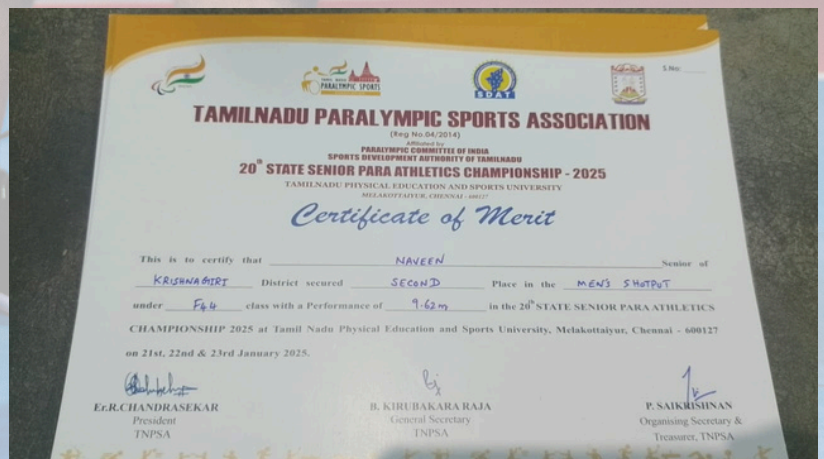 TAMIL NADU
PARALYMPIC SPORTS
SDAT
S.No:
TAMILNADU PARALYMPIC SPORTS ASSOCIATION
(Reg No.04/2014)
Affiliated by
PARALYMPIC COMMITTEE OF INDIA
SPORTS DEVELOPMENT AUTHORITY OF TAMILNADU
20th STATE SENIOR PARA ATHLETICS CHAMPIONSHIP - 2025
TAMILNADU PHYSICAL EDUCATION AND SPORTS UNIVERSITY
MELAKOTTAIYUR, CHENNAI - 600127
Certificate of Merit
This is to certify that NAVEEN Senior of
KRISHNAGIRI District secured SECOND Place in the MEN'S SHOTPUT
under F44 class with a Performance of 9.62m in the 20th STATE SENIOR PARA ATHLETICS
CHAMPIONSHIP 2025 at Tamil Nadu Physical Education and Sports University, Melakottaiyur, Chennai - 600127
on 21st, 22nd & 23rd January 2025.
Er.R.CHANDRASEKAR B. KIRUBAKARA RAJA P. SAIKRISHNAN
President General Secretary Organising Secretary &
TNPSA TNPSA Treasurer, TNPSA